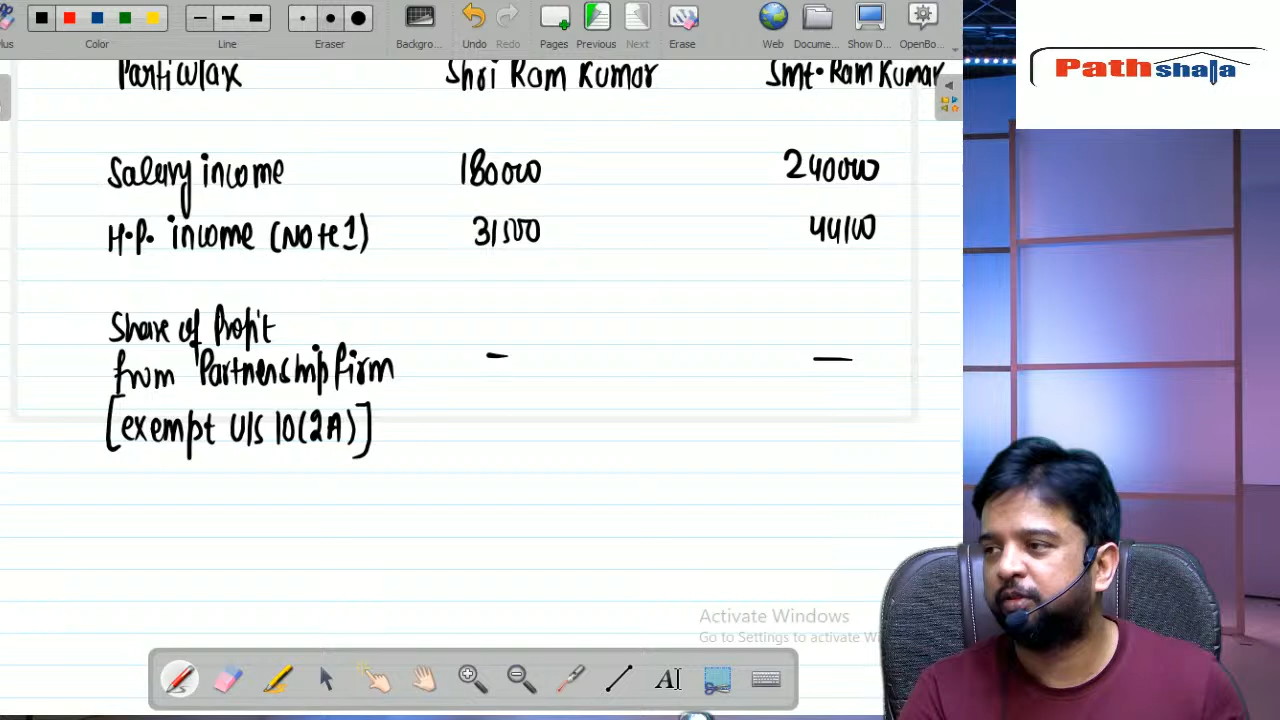 Color Line Eraser Backgro... Undo Redo Pages Previous Next Erase Web Docume... Show D... OpenBo...
Pathshala
Particular Shri Ram Kumar Smt. Ram Kumar
Salary income 180000 240000
H.P. income (Note 1) 31500 44100
Share of Profit
from Partnership firm — —
[exempt U/s 10(2A)]
Activate Windows
Go to Settings to activate Wi